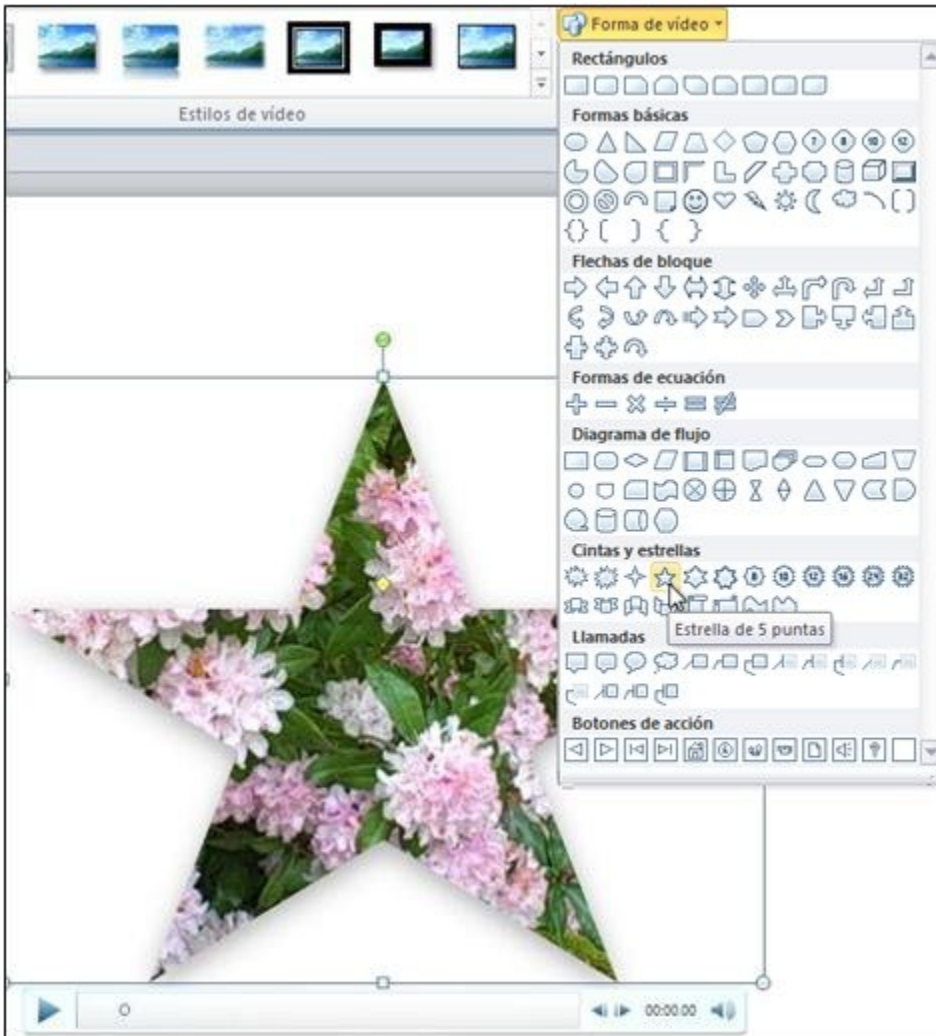 Forma de vídeo
Estilos de vídeo
Rectángulos
Formas básicas
Flechas de bloque
Formas de ecuación
Diagrama de flujo
Cintas y estrellas
Estrella de 5 puntas
Llamadas
Botones de acción
00:00.00